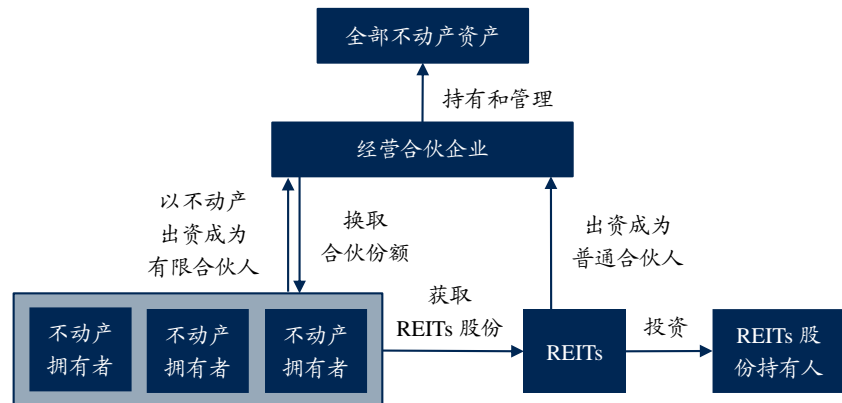 全部不动产资产
持有和管理
经营合伙企业
以不动产
出资成为
有限合伙人
换取
合伙份额
出资成为
普通合伙人
不动产
拥有者
不动产
拥有者
不动产
拥有者
获取
REITs 股份
REITs
投资
REITs 股
份持有人